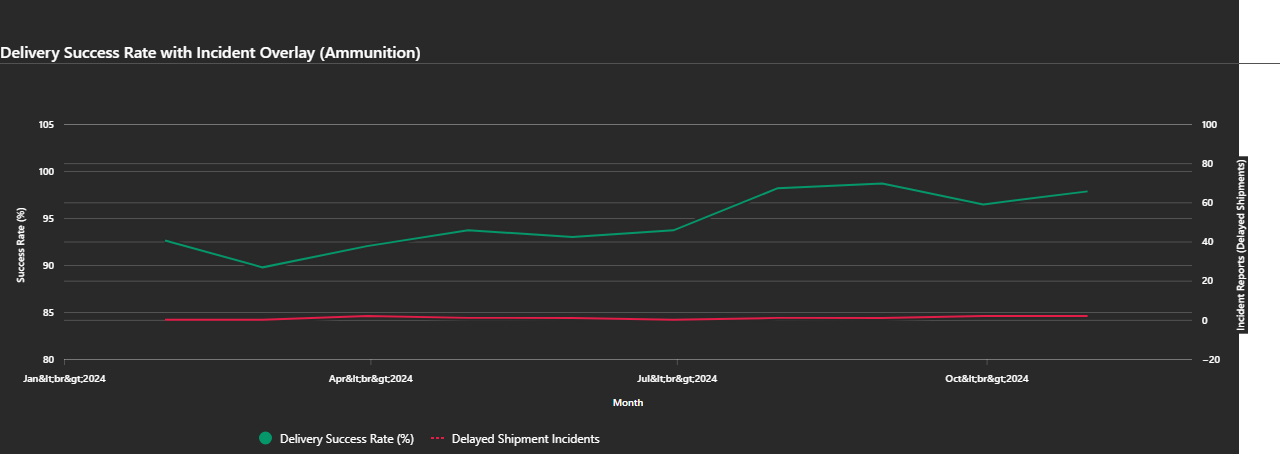 Delivery Success Rate with Incident Overlay (Ammunition)
105
100
95
90
85
80
Success Rate (%)
100
80
60
40
20
0
−20
Incident Reports (Delayed Shipments)
Jan&lt;br&gt;2024
Apr&lt;br&gt;2024
Jul&lt;br&gt;2024
Oct&lt;br&gt;2024
Month
Delivery Success Rate (%)
Delayed Shipment Incidents